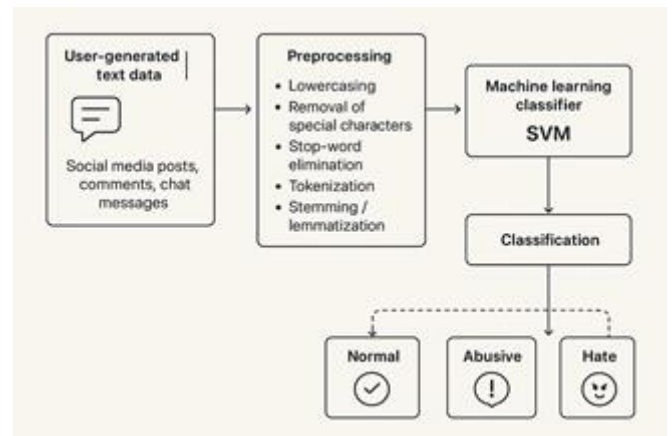 User-generated
text data
Social media posts,
comments, chat
messages
Preprocessing
• Lowercasing
• Removal of
special characters
• Stop-word
elimination
• Tokenization
• Stemming /
lemmatization
Machine learning
classifier
SVM
Classification
Normal
Abusive
Hate